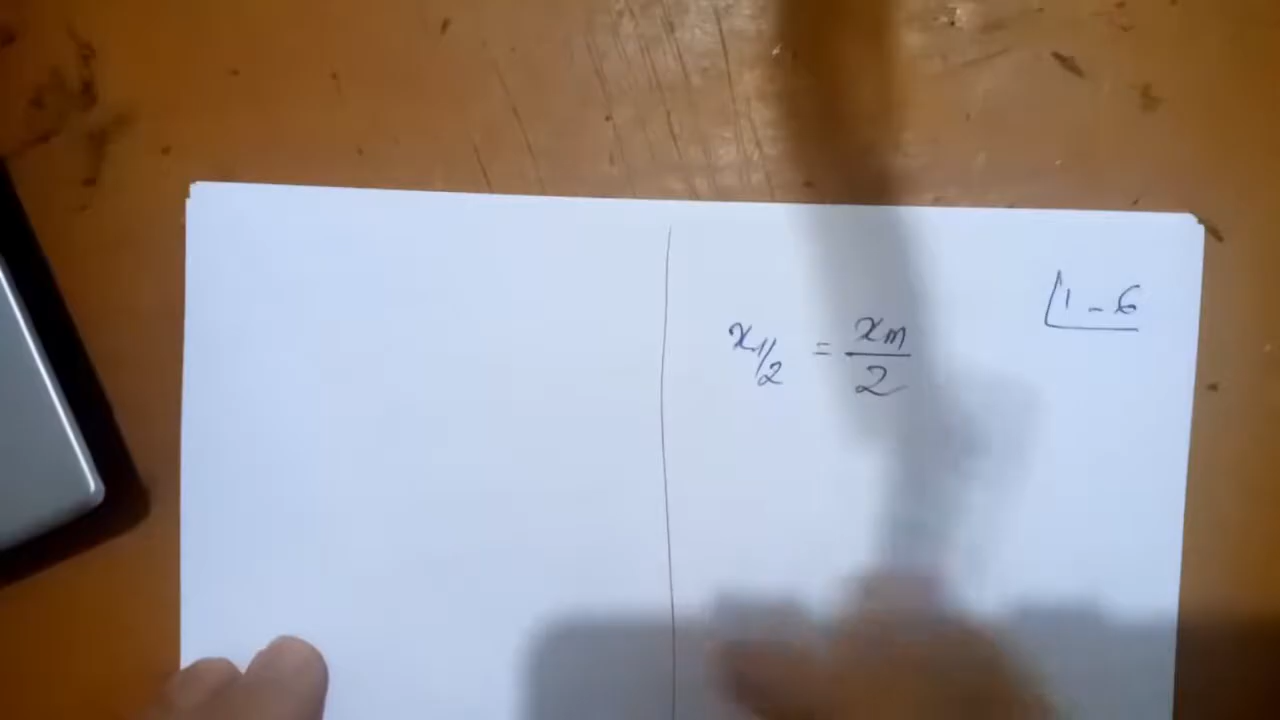 1 - 6
x1/2 = xm/2